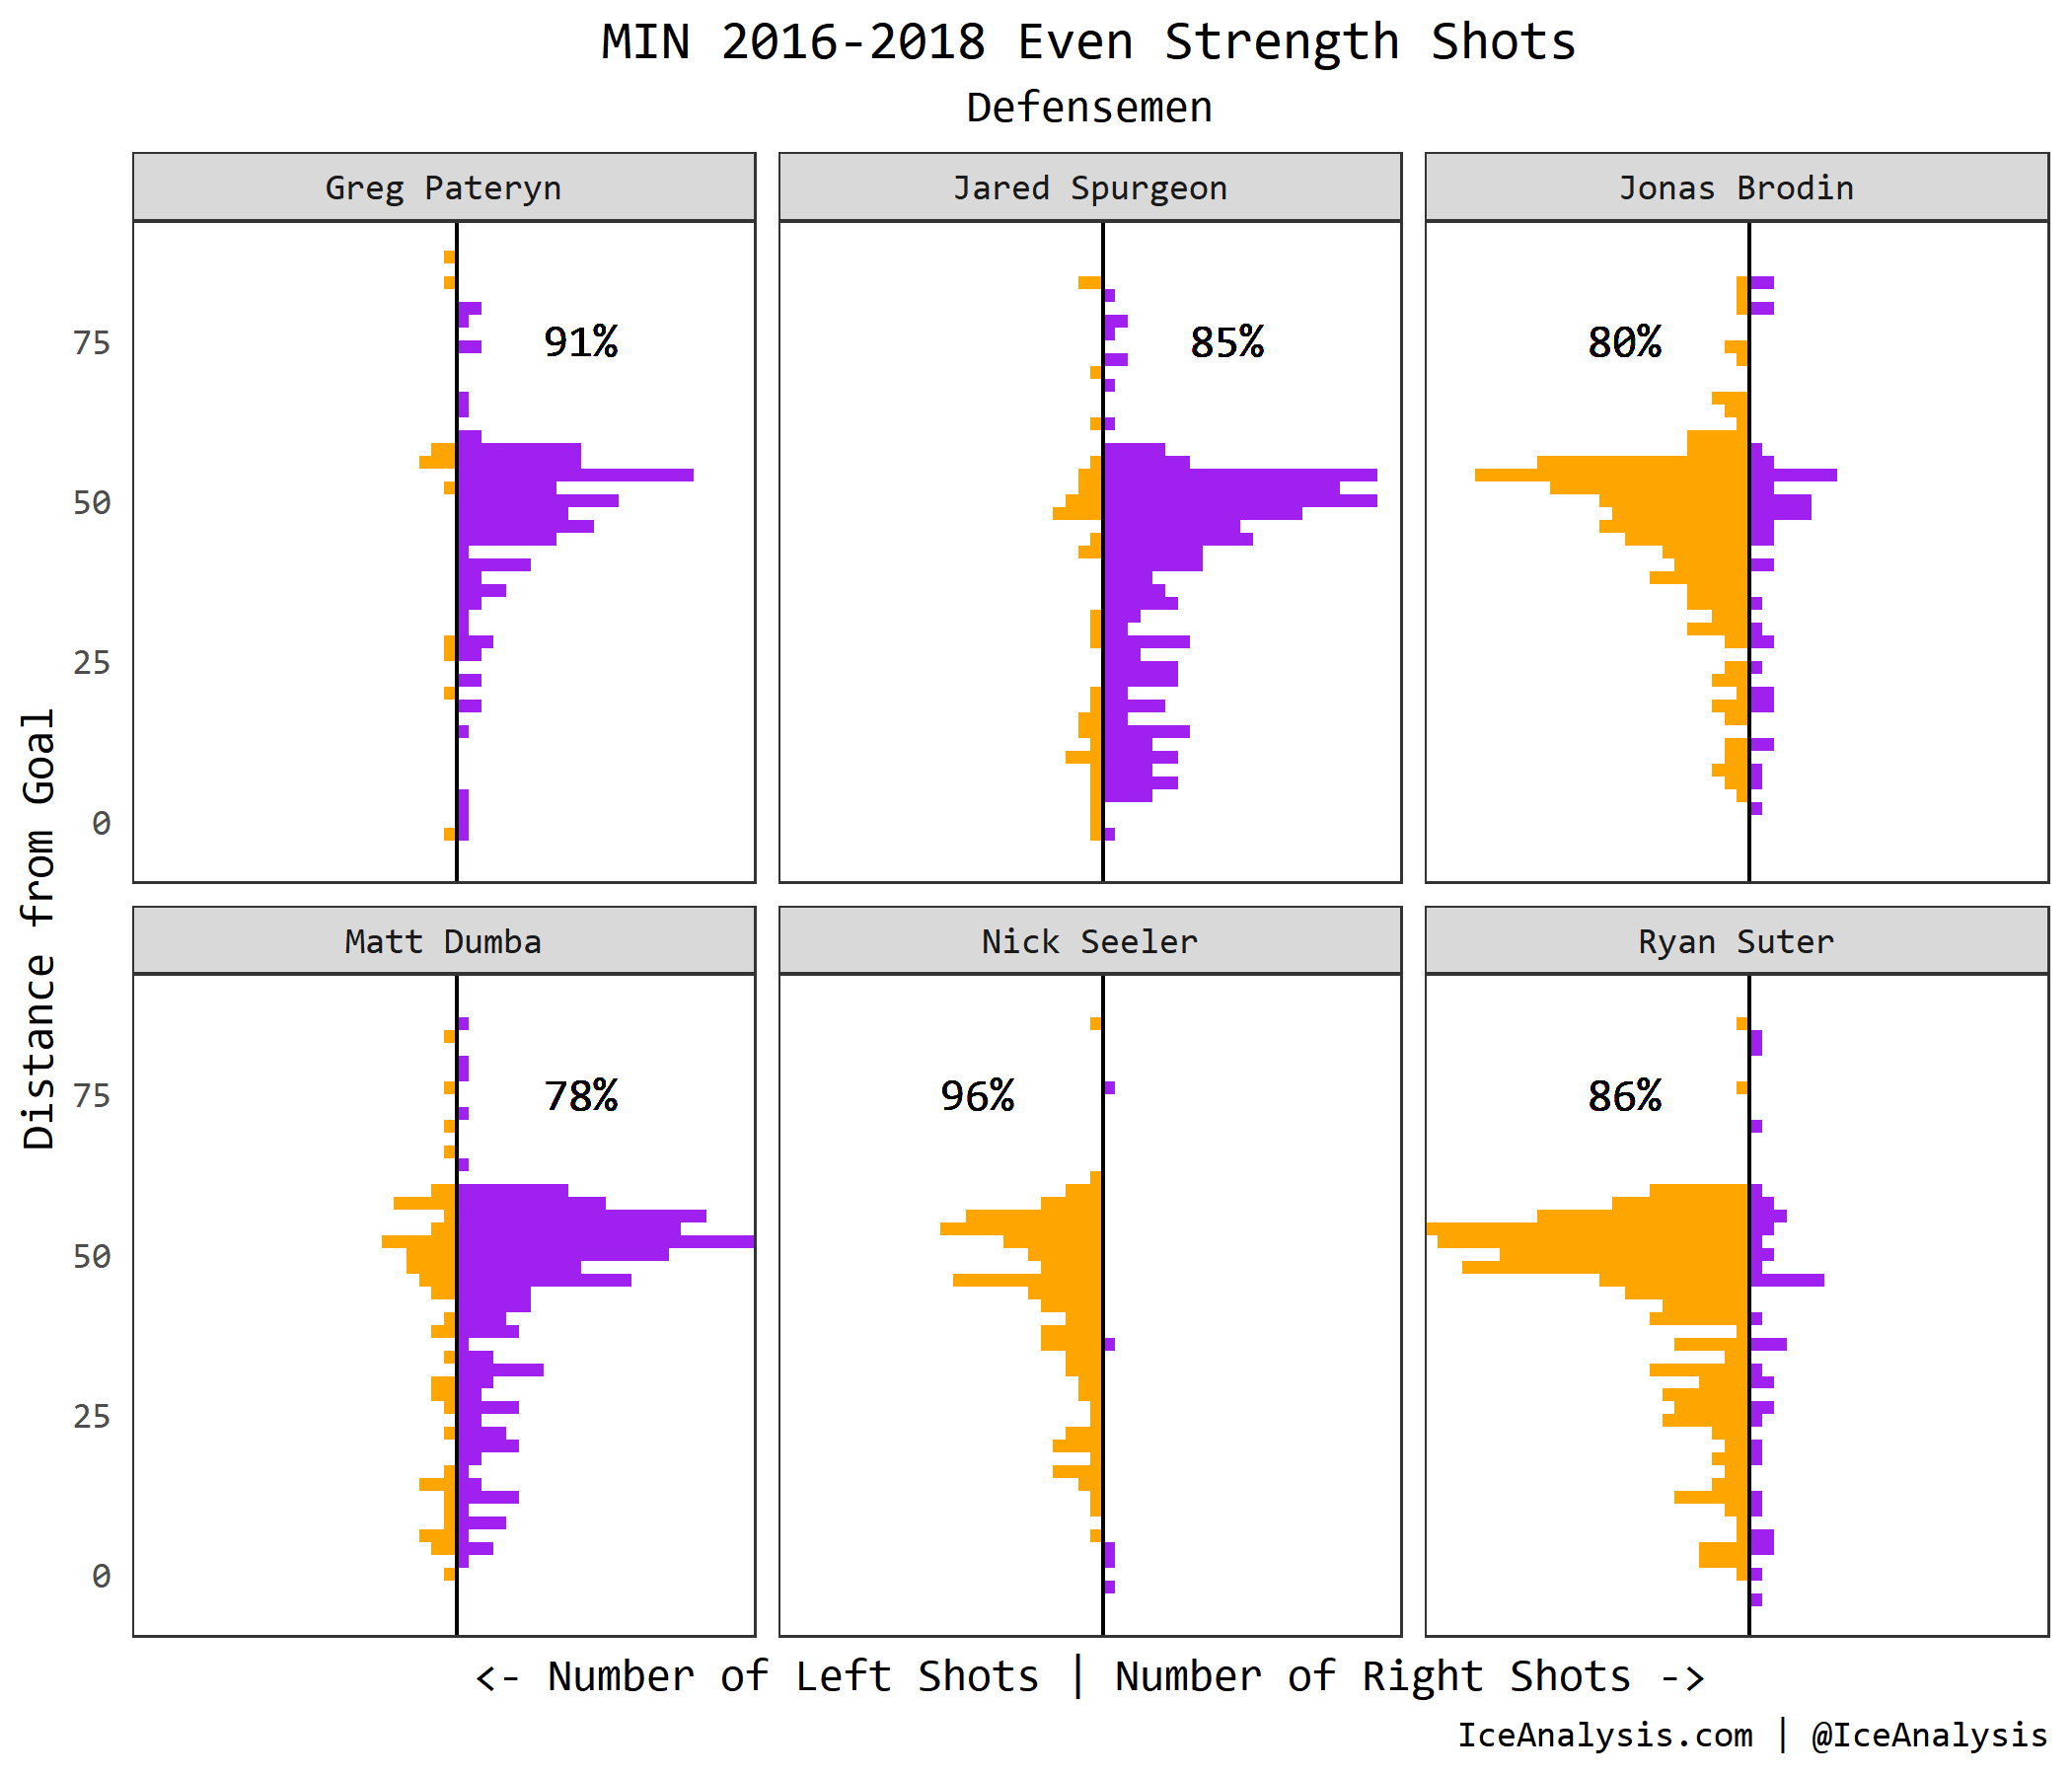 MIN 2016-2018 Even Strength Shots
Defensemen
Greg Pateryn
Jared Spurgeon
Jonas Brodin
75
50
25
0
91%
85%
80%
Distance from Goal
Matt Dumba
Nick Seeler
Ryan Suter
75
50
25
0
78%
96%
86%
<- Number of Left Shots | Number of Right Shots ->
IceAnalysis.com | @IceAnalysis